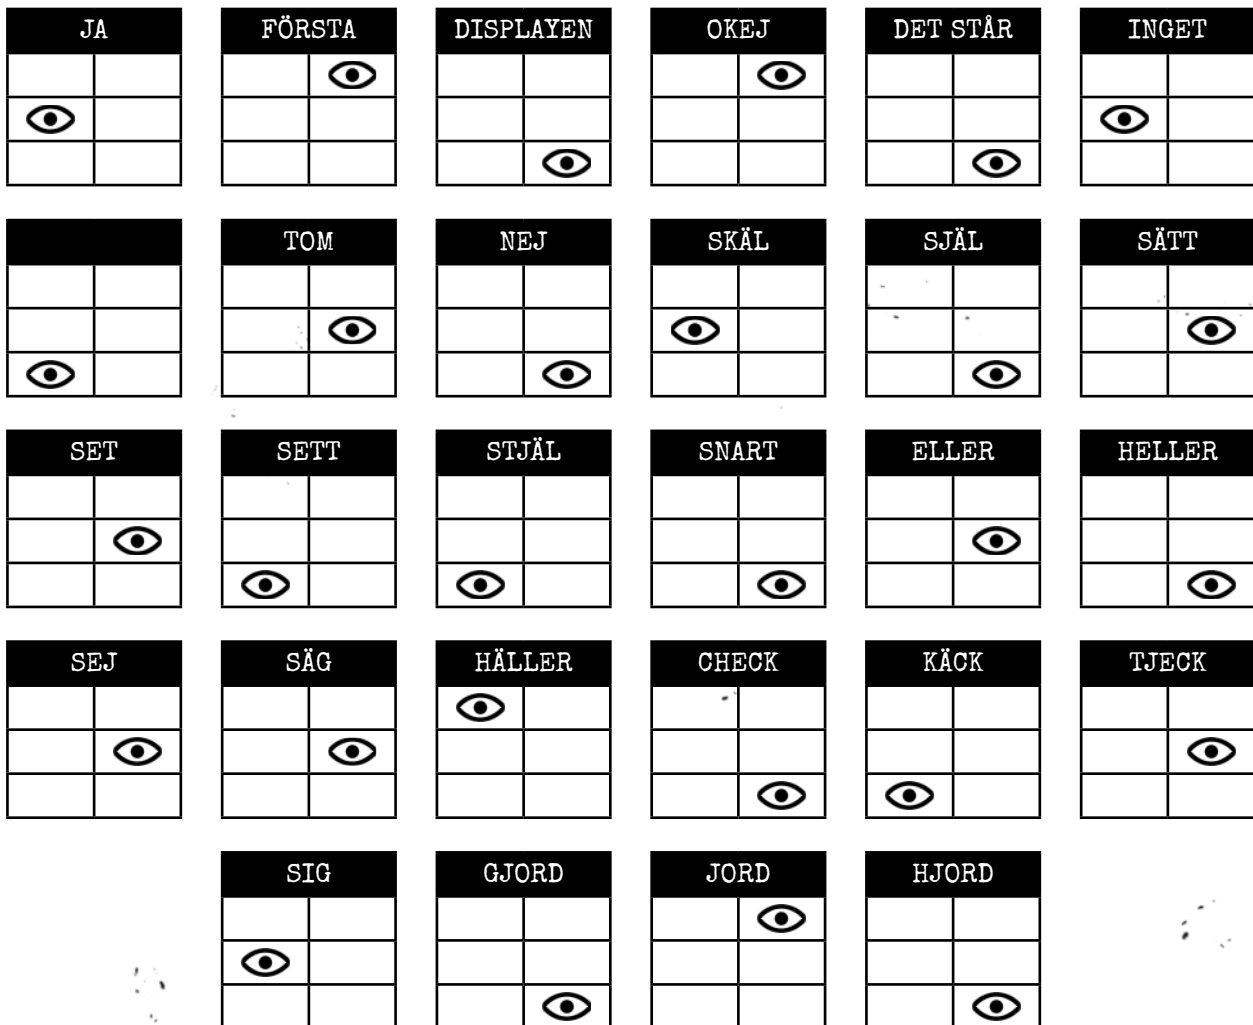 JA FÖRSTA DISPLAYEN OKEJ DET STÅR INGET
TOM NEJ SKÄL SJÄL SÄTT
SET SETT STJÄL SNART ELLER HELLER
SEJ SÄG HÄLLER CHECK KÄCK TJECK
SIG GJORD JORD HJORD